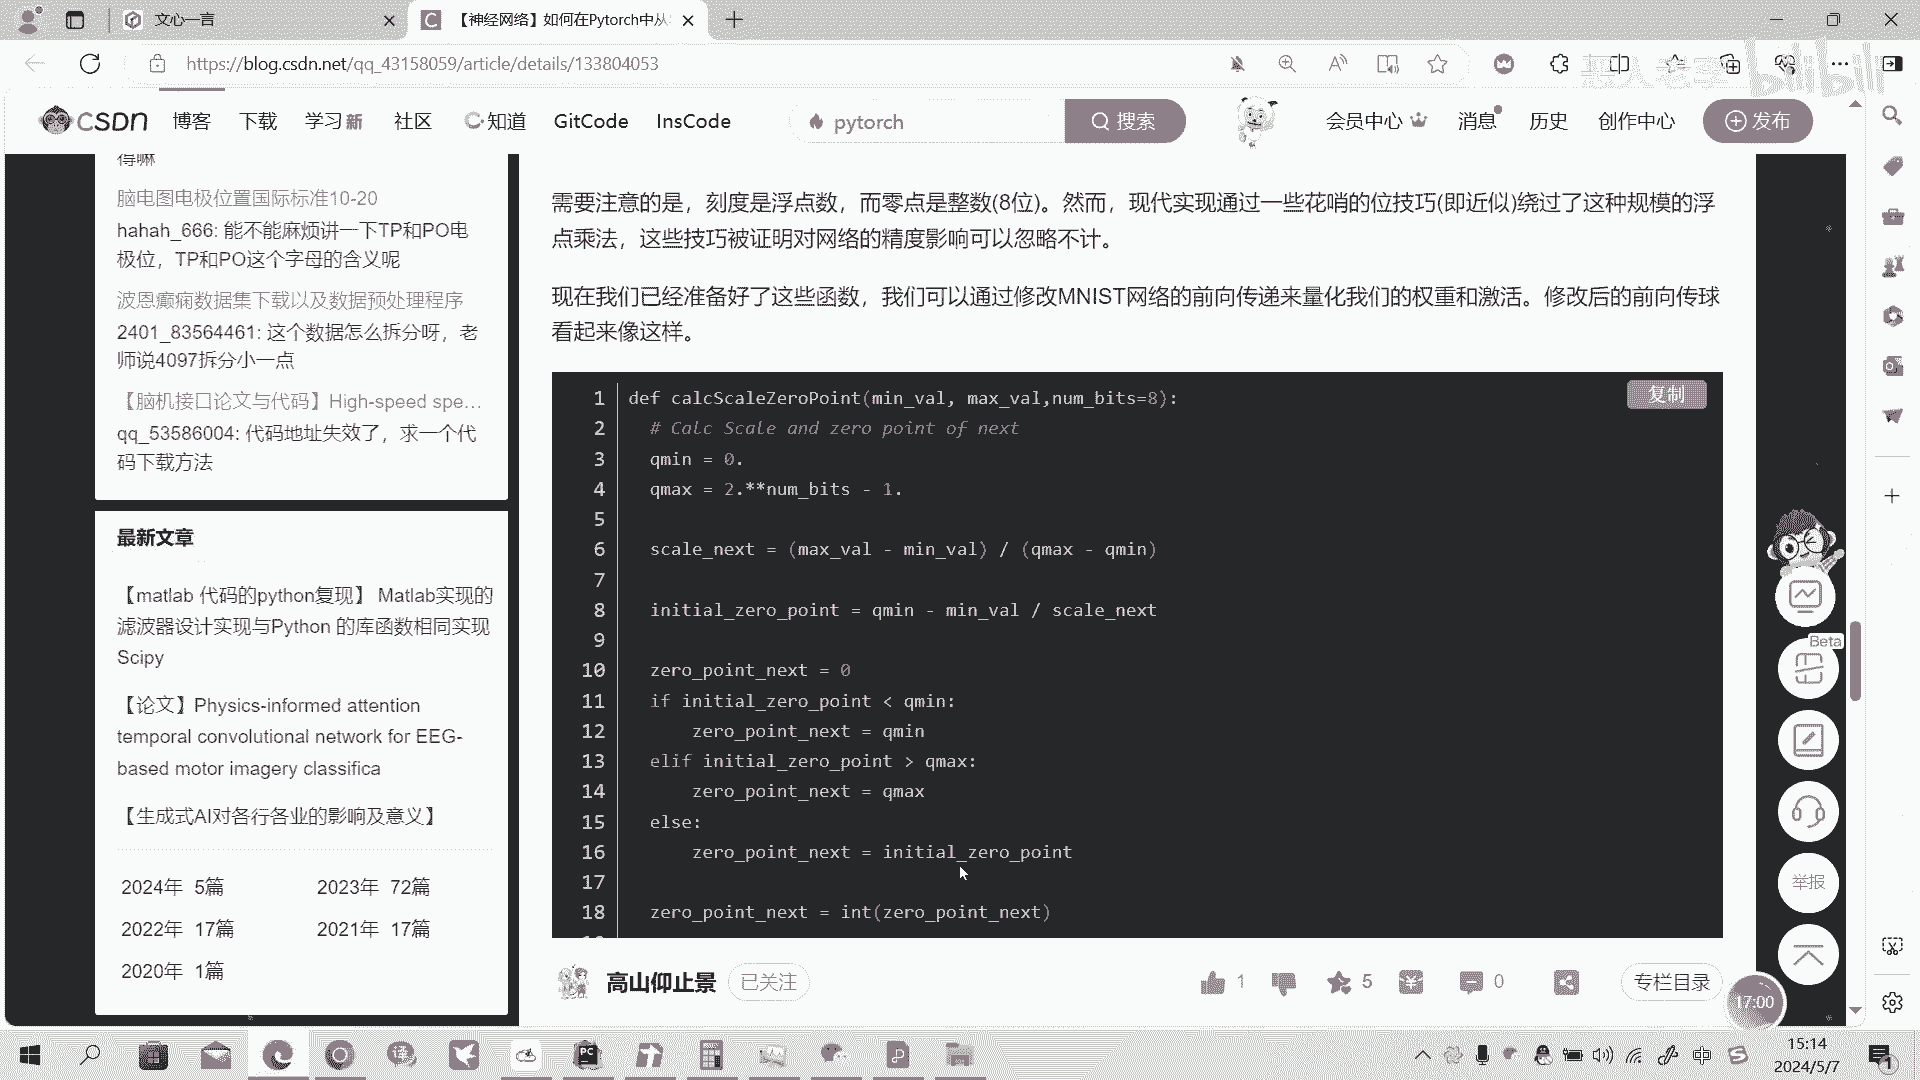 文心一言
【神经网络】如何在Pytorch中从
https://blog.csdn.net/qq_43158059/article/details/133804053
bilibili
CSDN 博客 下载 学习新 社区 C知道 GitCode InsCode pytorch 搜索 会员中心 消息 历史 创作中心 发布
得嘛
脑电图电极位置国际标准10-20
hahah_666: 能不能麻烦讲一下TP和PO电
极位，TP和PO这个字母的含义呢
波恩癫痫数据集下载以及数据预处理程序
2401_83564461: 这个数据怎么拆分呀，老
师说4097拆分小一点
【脑机接口论文与代码】High-speed spe...
qq_53586004: 代码地址失效了，求一个代
码下载方法
最新文章
【matlab 代码的python复现】 Matlab实现的
滤波器设计实现与Python 的库函数相同实现
Scipy
【论文】Physics-informed attention
temporal convolutional network for EEG-
based motor imagery classifica
【生成式AI对各行各业的影响及意义】
2024年 5篇 2023年 72篇
2022年 17篇 2021年 17篇
2020年 1篇
需要注意的是，刻度是浮点数，而零点是整数(8位)。然而，现代实现通过一些花哨的位技巧(即近似)绕过了这种规模的浮
点乘法，这些技巧被证明对网络的精度影响可以忽略不计。
现在我们已经准备好了这些函数，我们可以通过修改MNIST网络的前向传递来量化我们的权重和激活。修改后的前向传球
看起来像这样。
复制
1 def calcScaleZeroPoint(min_val, max_val,num_bits=8):
2 # Calc Scale and zero point of next
3 qmin = 0.
4 qmax = 2.**num_bits - 1.
5
6 scale_next = (max_val - min_val) / (qmax - qmin)
7
8 initial_zero_point = qmin - min_val / scale_next
9
10 zero_point_next = 0
11 if initial_zero_point < qmin:
12 zero_point_next = qmin
13 elif initial_zero_point > qmax:
14 zero_point_next = qmax
15 else:
16 zero_point_next = initial_zero_point
17
18 zero_point_next = int(zero_point_next)
高山仰止景 已关注 1 5 0 专栏目录
Beta
举报
17:00
中
15:14
2024/5/7
1